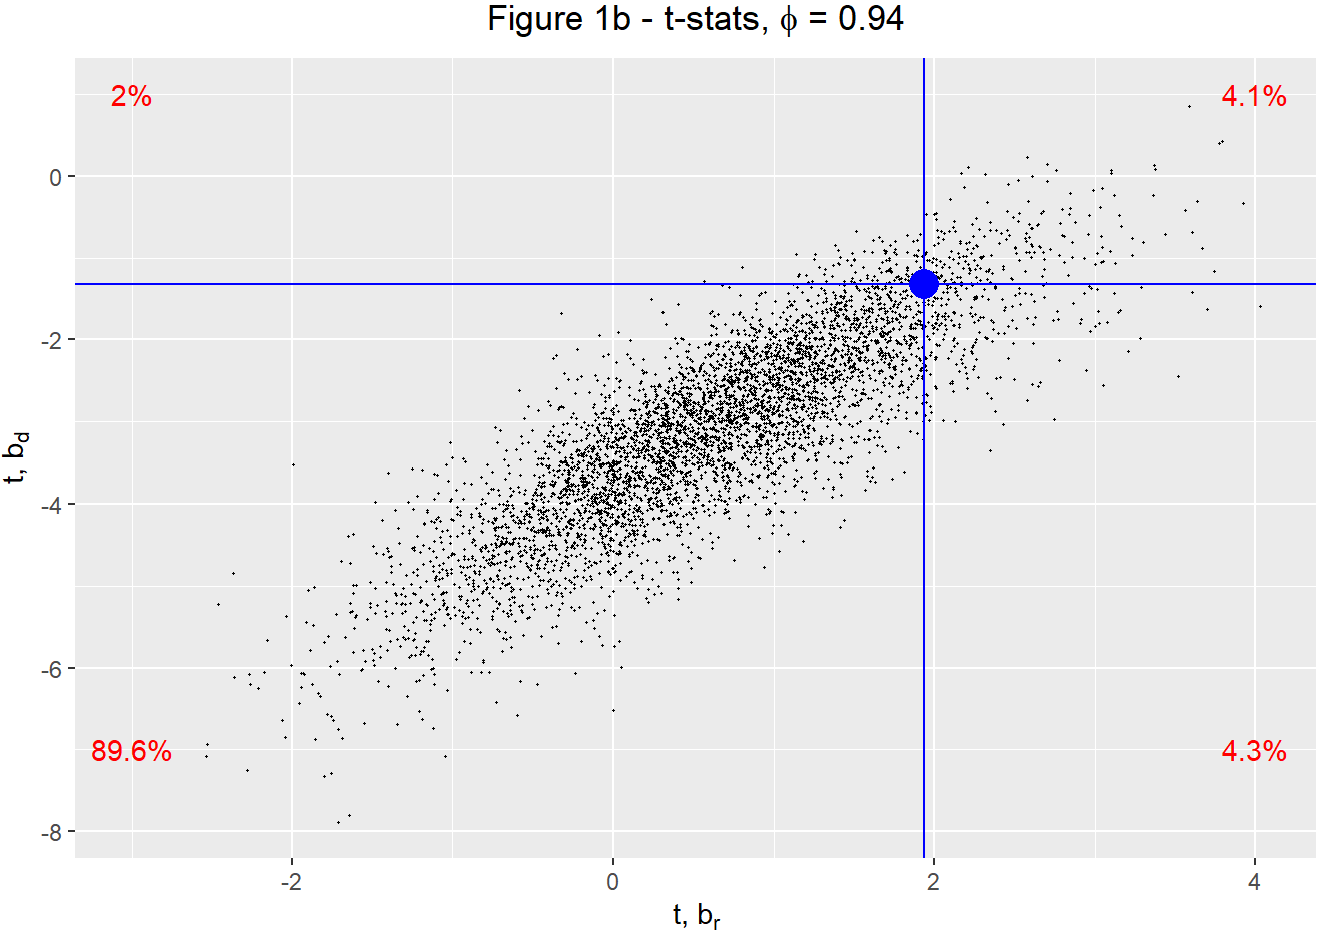 Figure 1b - t-stats, ϕ = 0.94
2% 4.1%
0
-2
t, b_d
-4
-6
89.6% 4.3%
-8
-2 0 2 4
t, b_r